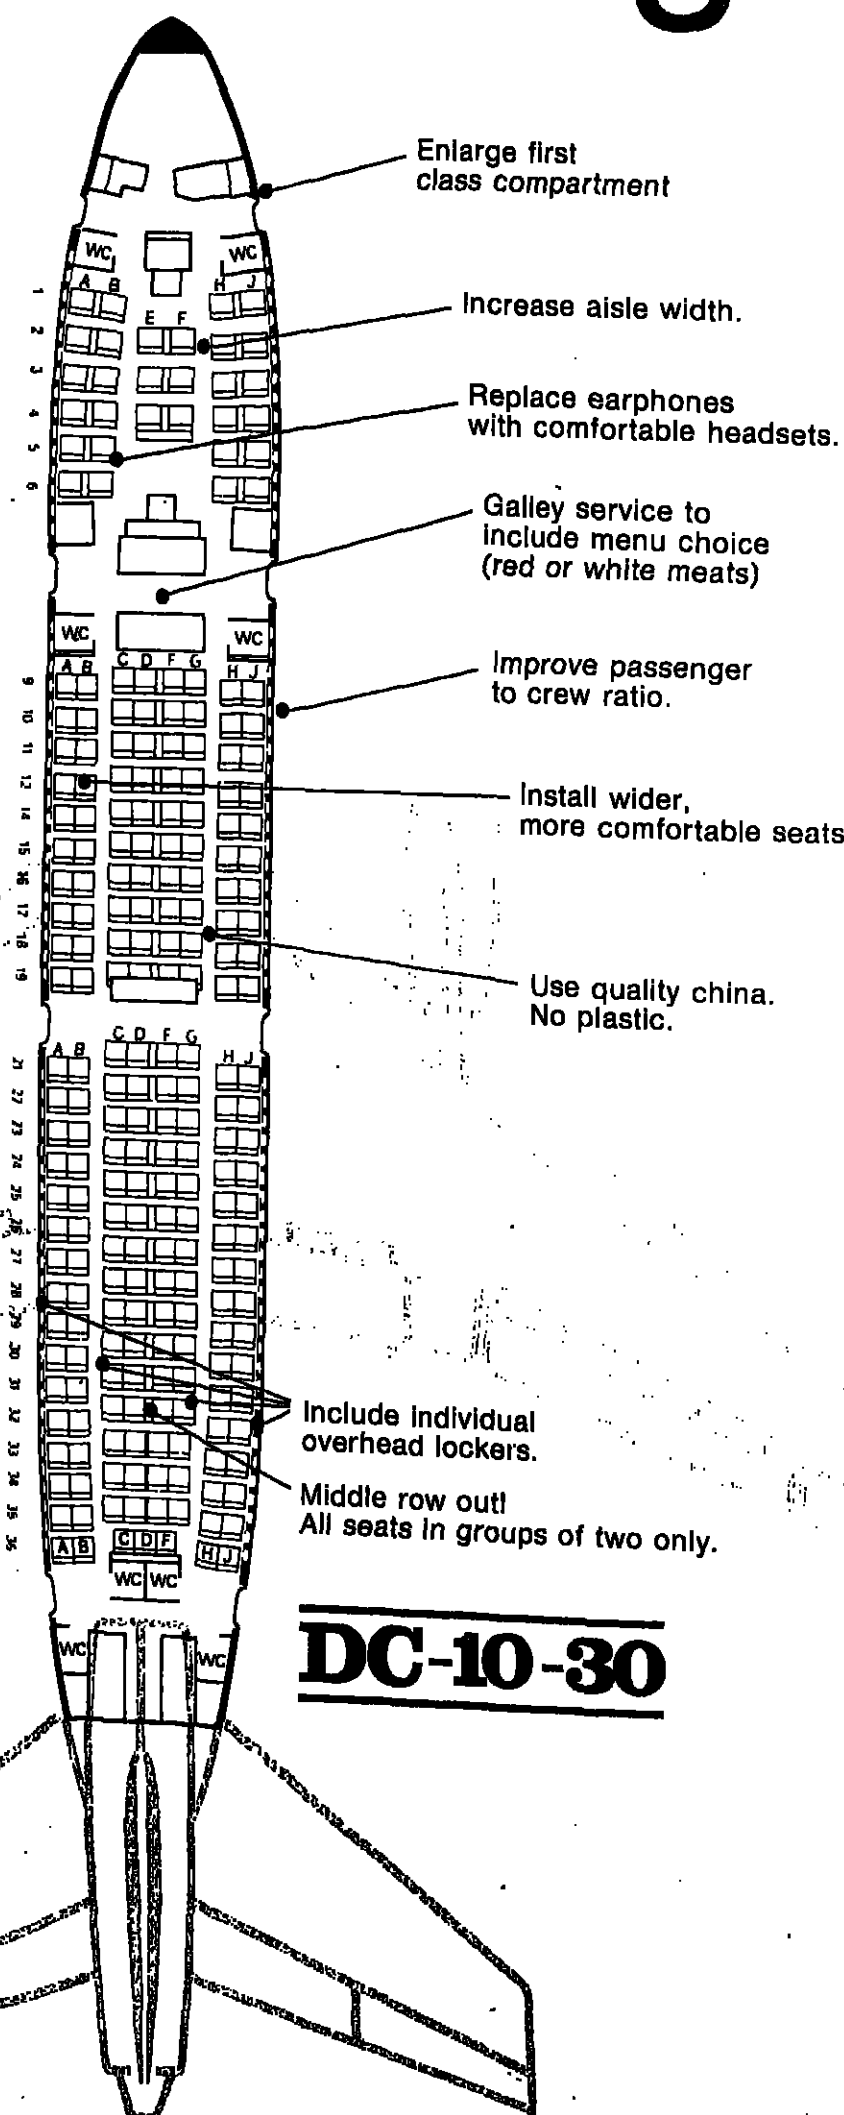 Enlarge first
class compartment
WC
WC
A B
H J
1
E F
2
Increase aisle width.
3
4
Replace earphones
with comfortable headsets.
5
6
Galley service to
include menu choice
(red or white meats)
WC
WC
A B
C D F G
H J
9
Improve passenger
to crew ratio.
10
11
12
Install wider,
more comfortable seats
14
15
16
17
18
19
Use quality china.
No plastic.
A B
C D F G
H J
21
22
23
24
25
26
27
28
29
30
31
32
Include individual
overhead lockers.
33
34
Middle row out!
All seats in groups of two only.
35
36
A B
C D F
H J
WC WC
WC
WC
DC-10-30